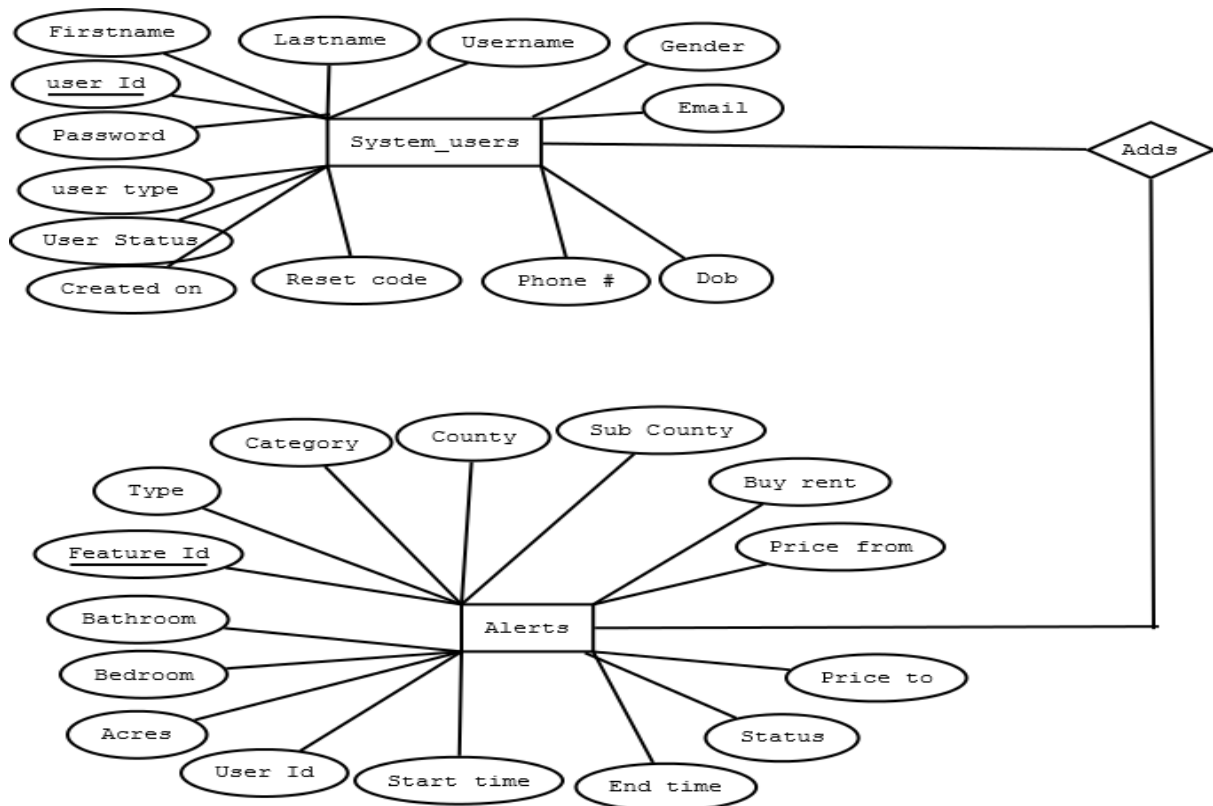 Firstname
Lastname
Username
Gender
user Id
Email
Password
System_users
Adds
user type
User Status
Created on
Reset code
Phone #
Dob
Category
County
Sub County
Type
Buy rent
Feature Id
Price from
Bathroom
Alerts
Bedroom
Price to
Acres
Status
User Id
Start time
End time